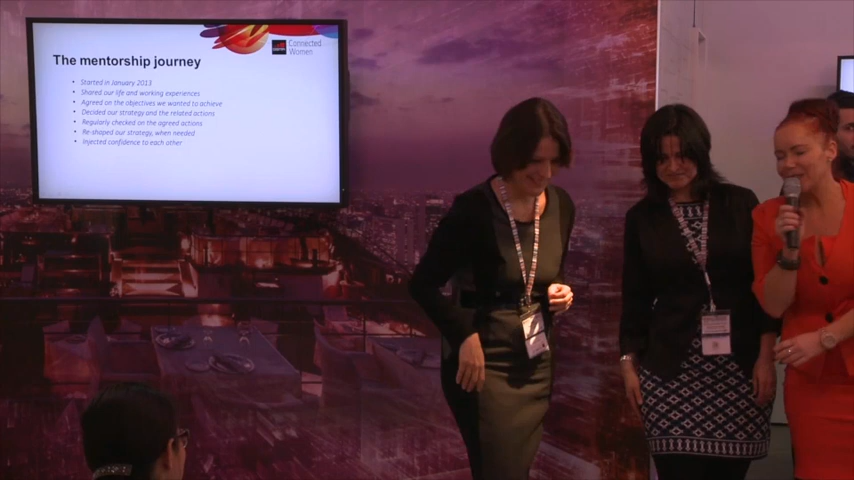 Connected
Women
The mentorship journey
• Started in January 2013
• Shared our life and working experiences
• Agreed on the objectives we wanted to achieve
• Decided our strategy and the related actions
• Regularly checked on the agreed actions
• Re-shaped our strategy, when needed
• Injected confidence to each other